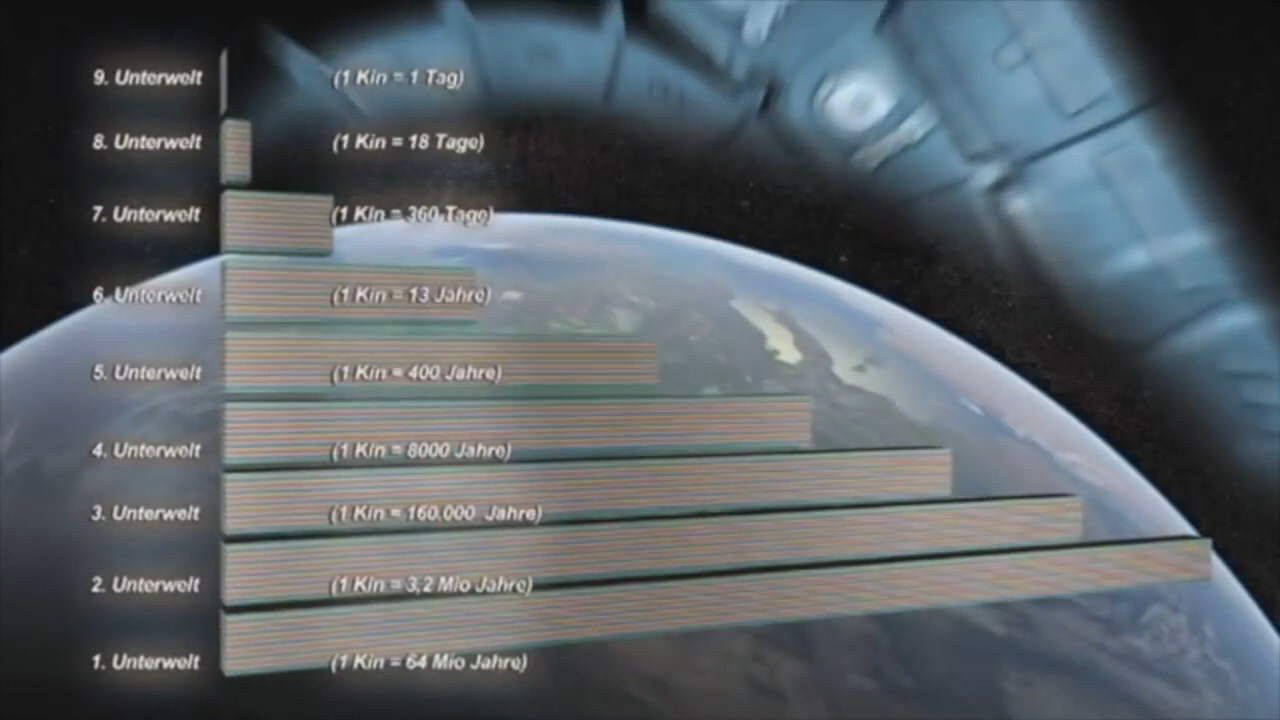 9. Unterwelt (1 Kin = 1 Tag)
8. Unterwelt (1 Kin = 18 Tage)
7. Unterwelt (1 Kin = 360 Tage)
6. Unterwelt (1 Kin = 13 Jahre)
5. Unterwelt (1 Kin = 400 Jahre)
4. Unterwelt (1 Kin = 8000 Jahre)
3. Unterwelt (1 Kin = 160.000 Jahre)
2. Unterwelt (1 Kin = 3,2 Mio Jahre)
1. Unterwelt (1 Kin = 64 Mio Jahre)